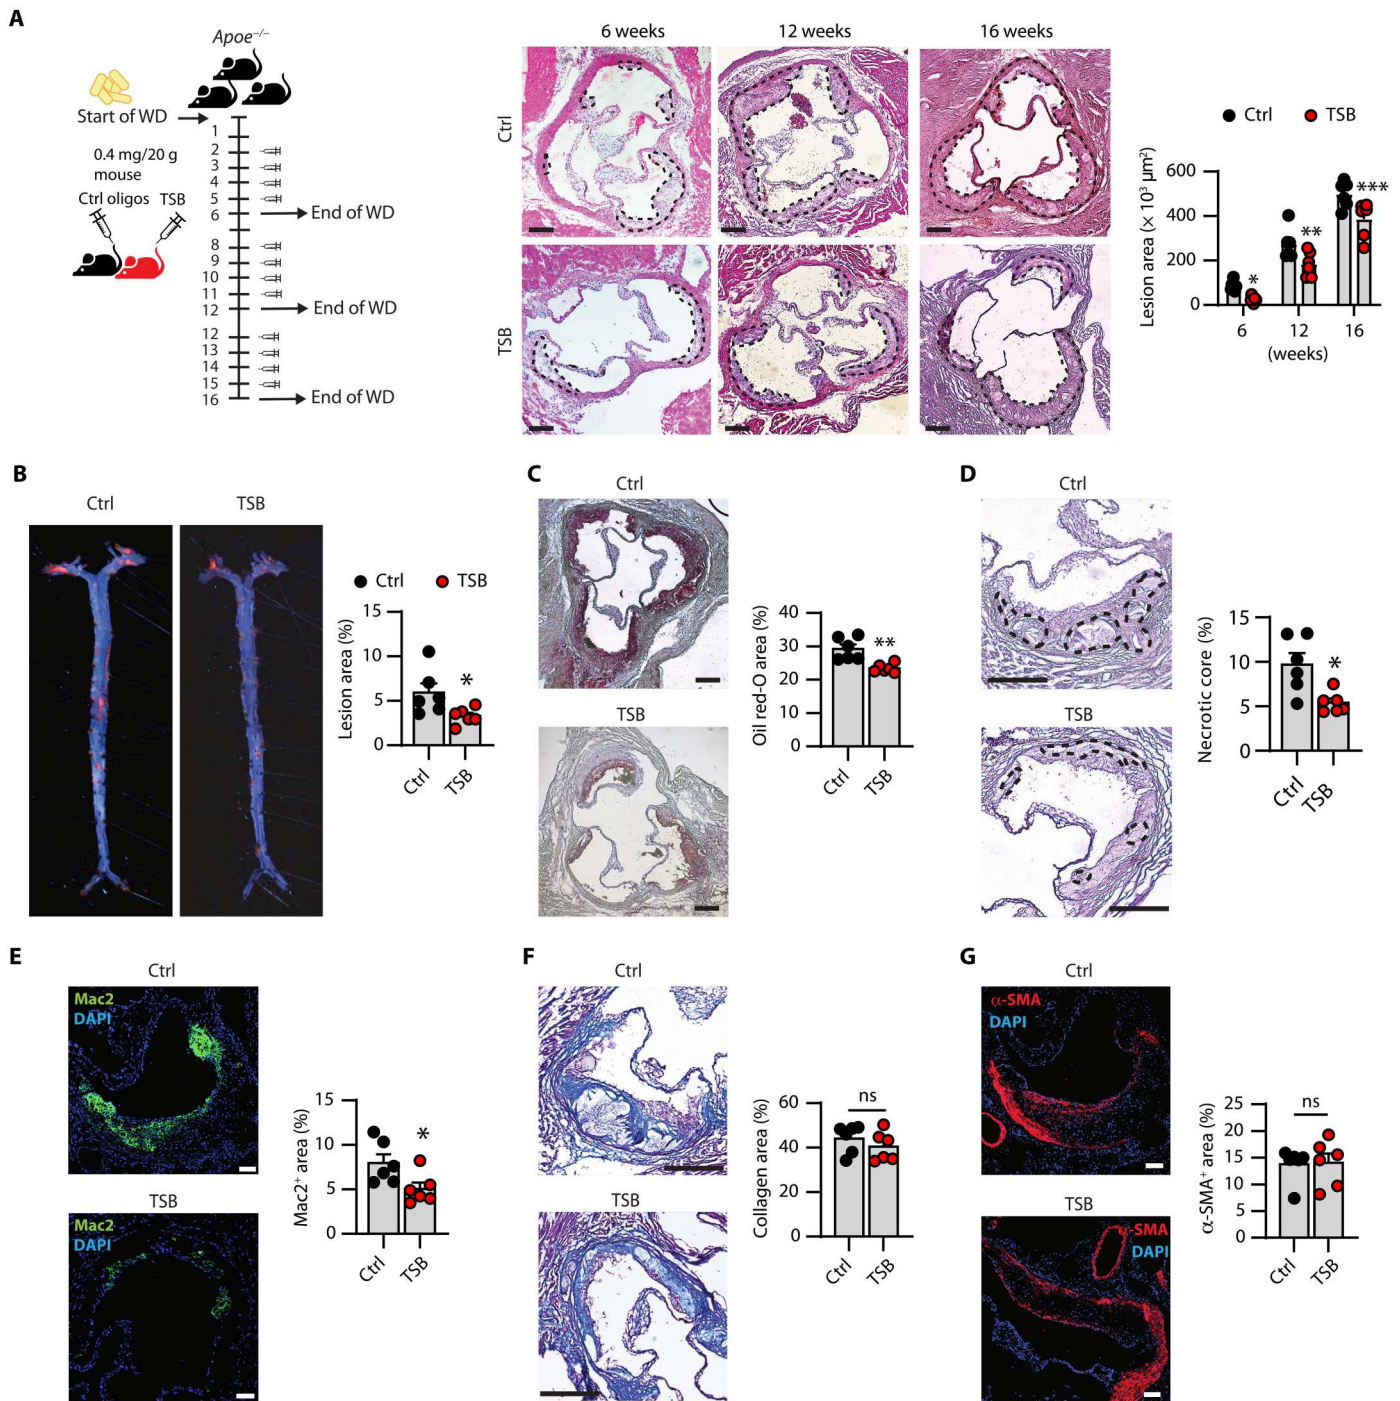 A
Apoe⁻/⁻
Start of WD
0.4 mg/20 g
mouse
Ctrl oligos TSB
1
2
3
4
5
6
End of WD
8
9
10
11
12
End of WD
12
13
14
15
16
End of WD
6 weeks 12 weeks 16 weeks
Ctrl
TSB
Ctrl TSB
Lesion area (× 10³ µm²)
600
400
200
0
*
**
***
6 12 16
(weeks)
B
Ctrl TSB
Ctrl TSB
Lesion area (%)
15
10
5
0
*
Ctrl TSB
C
Ctrl
TSB
Oil red-O area (%)
40
30
20
10
0
**
Ctrl TSB
D
Ctrl
TSB
Necrotic core (%)
15
10
5
0
*
Ctrl TSB
E
Ctrl
Mac2
DAPI
TSB
Mac2
DAPI
Mac2⁺ area (%)
15
10
5
0
*
Ctrl TSB
F
Ctrl
TSB
Collagen area (%)
60
40
20
0
ns
Ctrl TSB
G
Ctrl
α-SMA
DAPI
TSB
-SMA
DAPI
α-SMA⁺ area (%)
25
20
15
10
5
0
ns
Ctrl TSB